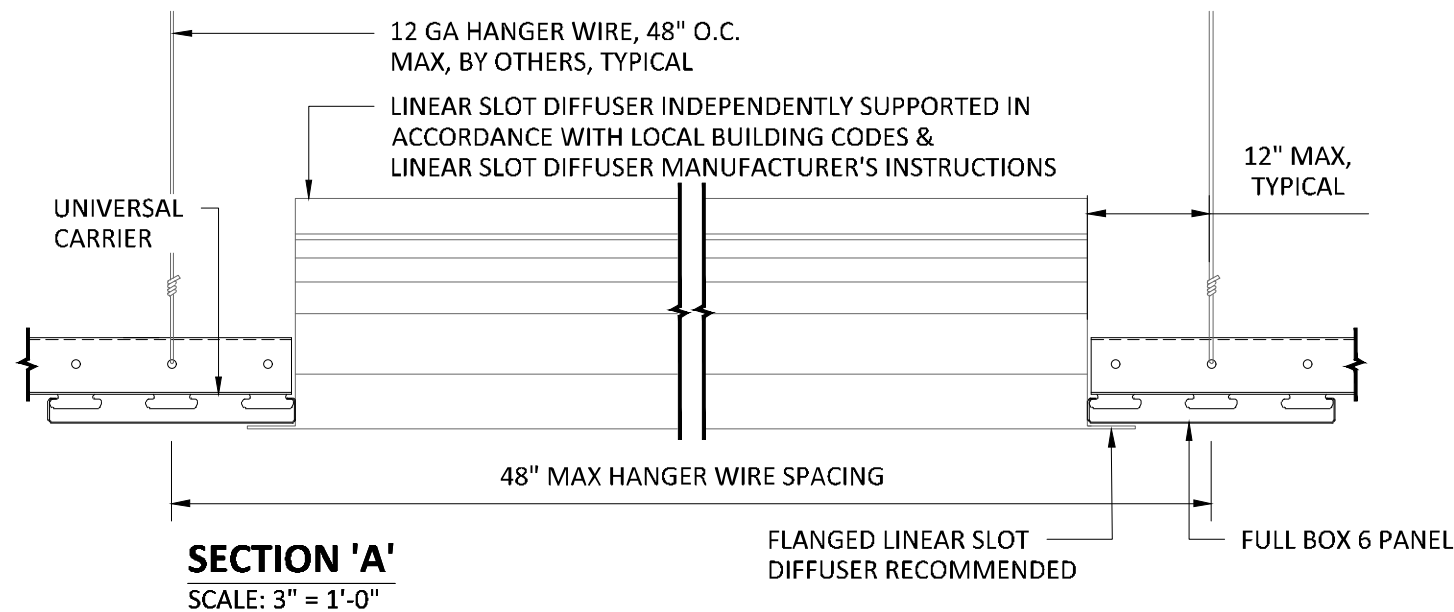 12 GA HANGER WIRE, 48" O.C.
MAX, BY OTHERS, TYPICAL
LINEAR SLOT DIFFUSER INDEPENDENTLY SUPPORTED IN
ACCORDANCE WITH LOCAL BUILDING CODES &
LINEAR SLOT DIFFUSER MANUFACTURER'S INSTRUCTIONS
12" MAX,
TYPICAL
UNIVERSAL
CARRIER
48" MAX HANGER WIRE SPACING
FLANGED LINEAR SLOT
DIFFUSER RECOMMENDED
FULL BOX 6 PANEL
SECTION 'A'
SCALE: 3" = 1'-0"